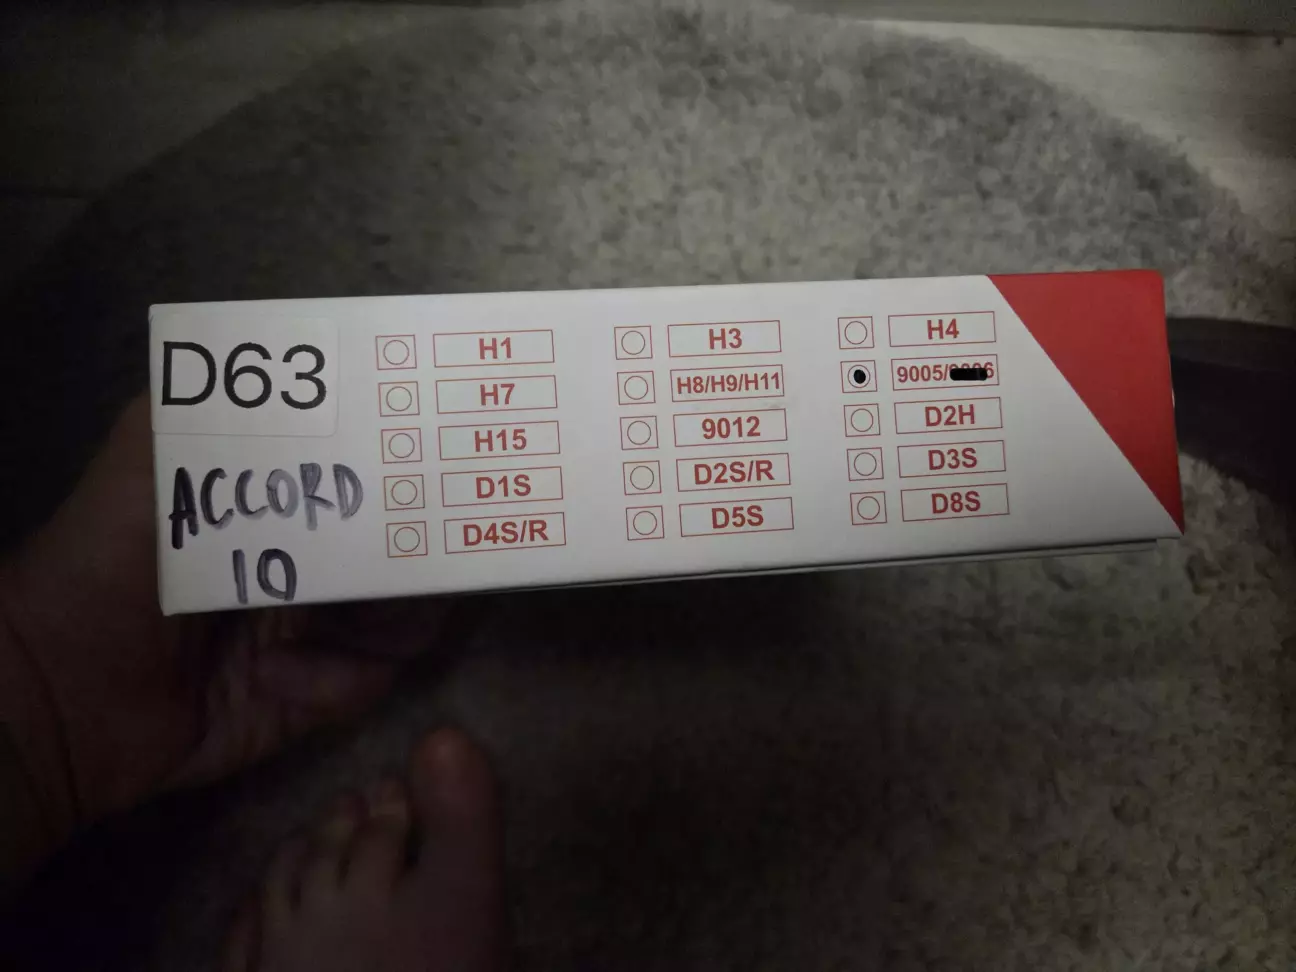 D63
ACCORD
10
H1 H3 H4
H7 H8/H9/H11 9005/
H15 9012 D2H
D1S D2S/R D3S
D4S/R D5S D8S